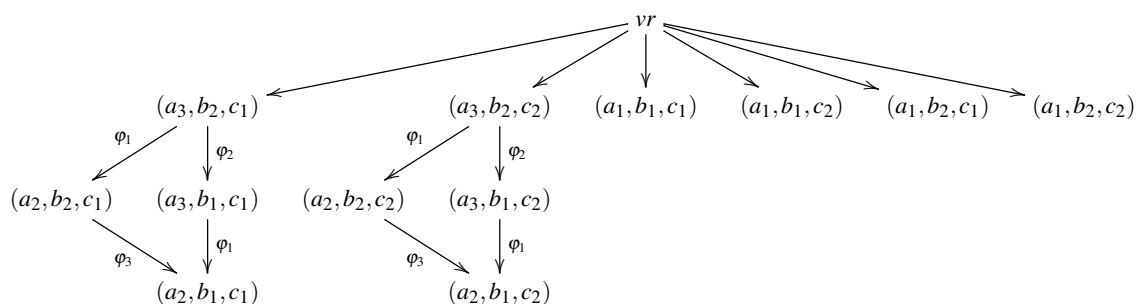 vr
(a₃,b₂,c₁) (a₃,b₂,c₂) (a₁,b₁,c₁) (a₁,b₁,c₂) (a₁,b₂,c₁) (a₁,b₂,c₂)
φ₁ φ₂ φ₁ φ₂
(a₂,b₂,c₁) (a₃,b₁,c₁) (a₂,b₂,c₂) (a₃,b₁,c₂)
φ₃ φ₁ φ₃ φ₁
(a₂,b₁,c₁) (a₂,b₁,c₂)